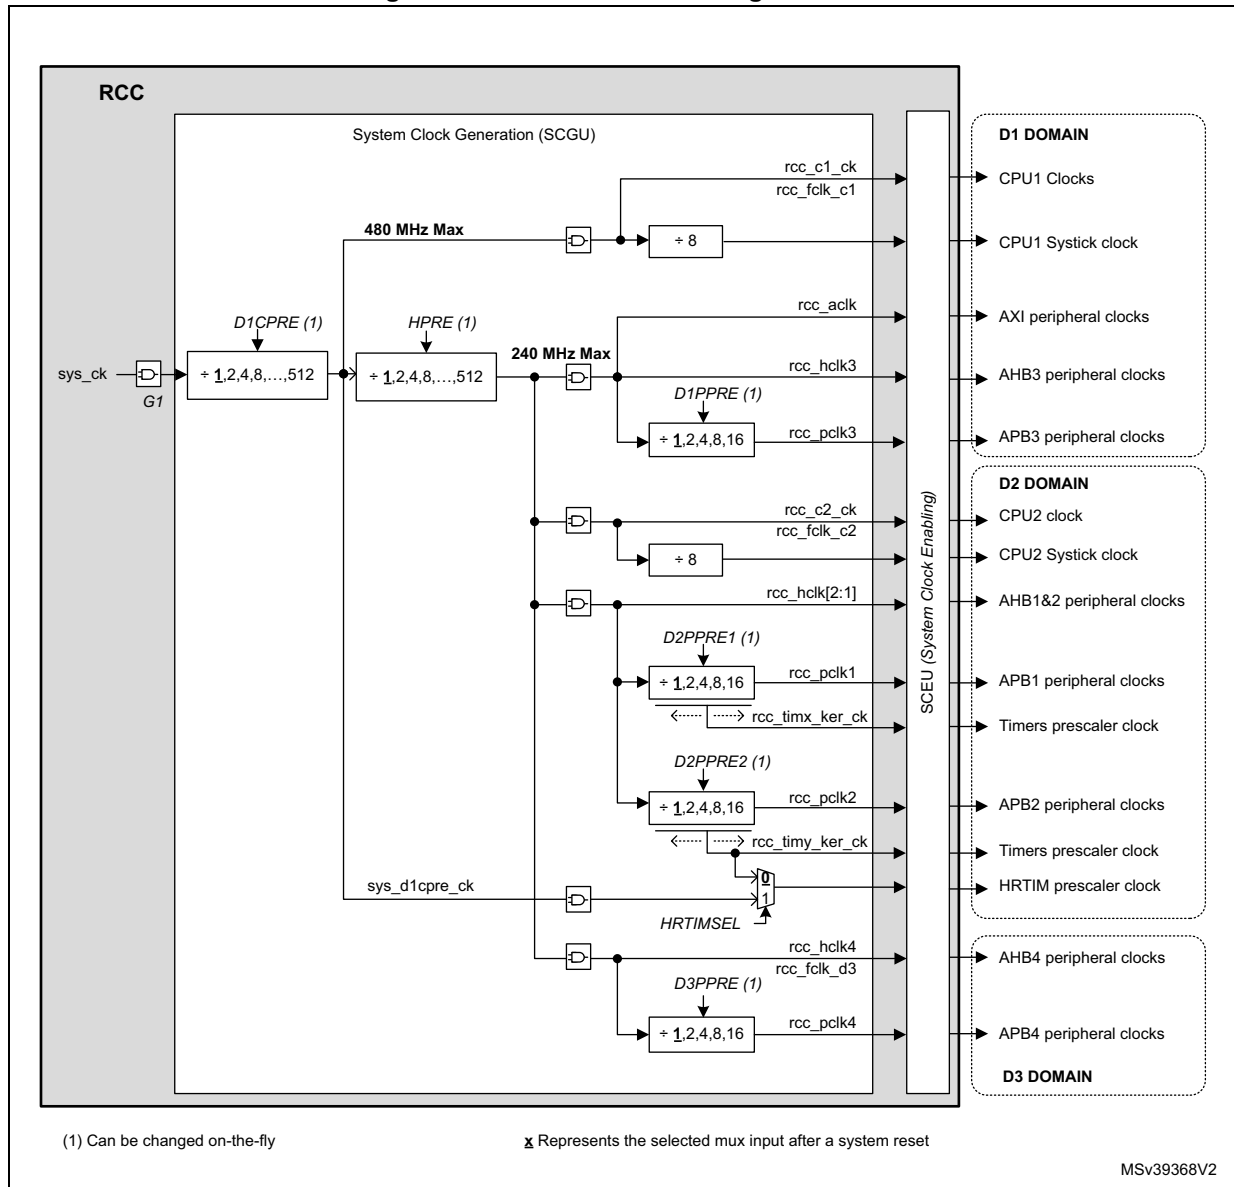 RCC
System Clock Generation (SCGU)
D1 DOMAIN
rcc_c1_ck
CPU1 Clocks
rcc_fclk_c1
480 MHz Max
÷ 8
CPU1 Systick clock
rcc_aclk
AXI peripheral clocks
D1CPRE (1)
HPRE (1)
240 MHz Max
rcc_hclk3
AHB3 peripheral clocks
sys_ck
÷ 1,2,4,8,...,512
÷ 1,2,4,8,...,512
G1
D1PPRE (1)
÷ 1,2,4,8,16
rcc_pclk3
APB3 peripheral clocks
D2 DOMAIN
rcc_c2_ck
CPU2 clock
rcc_fclk_c2
÷ 8
CPU2 Systick clock
rcc_hclk[2:1]
AHB1&2 peripheral clocks
SCEU (System Clock Enabling)
D2PPRE1 (1)
÷ 1,2,4,8,16
rcc_pclk1
APB1 peripheral clocks
rcc_timx_ker_ck
Timers prescaler clock
D2PPRE2 (1)
÷ 1,2,4,8,16
rcc_pclk2
APB2 peripheral clocks
rcc_timy_ker_ck
Timers prescaler clock
sys_d1cpre_ck
0
1
HRTIM prescaler clock
HRTIMSEL
rcc_hclk4
AHB4 peripheral clocks
rcc_fclk_d3
D3PPRE (1)
÷ 1,2,4,8,16
rcc_pclk4
APB4 peripheral clocks
D3 DOMAIN
(1) Can be changed on-the-fly
x Represents the selected mux input after a system reset
MSv39368V2